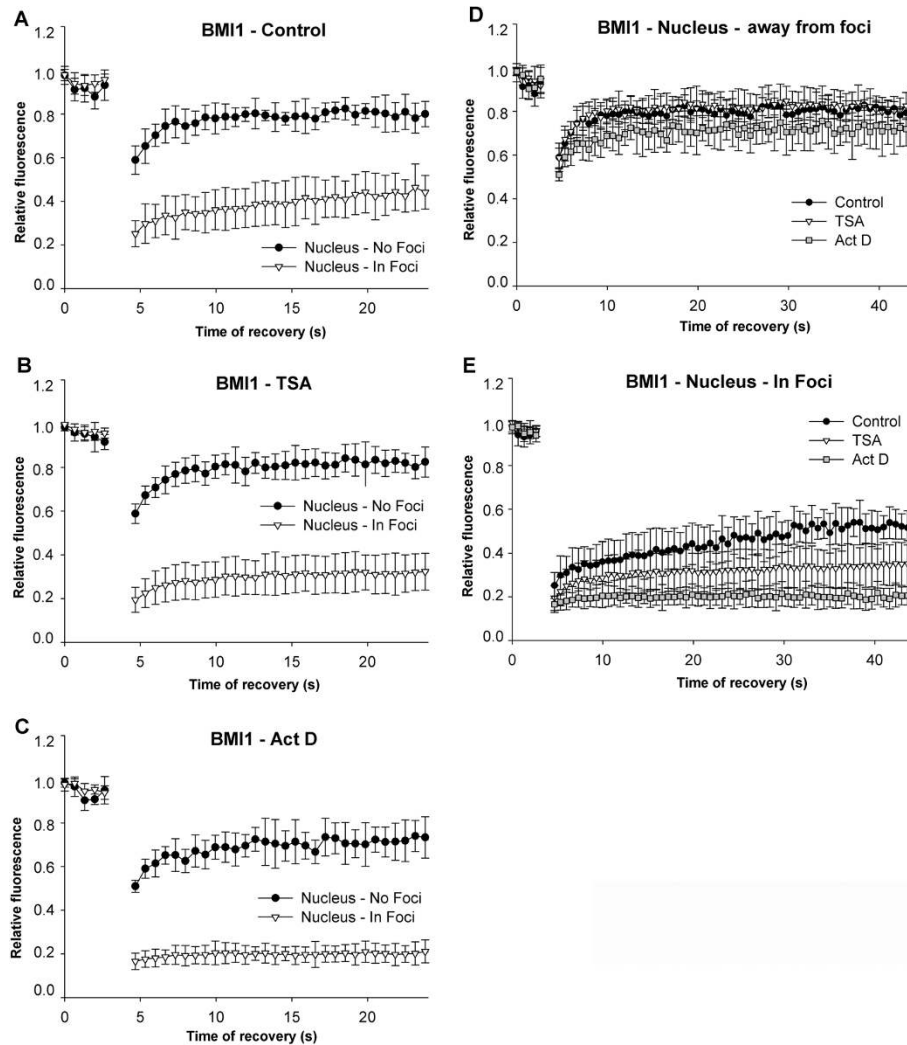 A
BMI1 - Control
1.2
1.0
0.8
0.6
0.4
0.2
0.0
Relative fluorescence
Nucleus - No Foci
Nucleus - In Foci
0 5 10 15 20
Time of recovery (s)
B
BMI1 - TSA
1.2
1.0
0.8
0.6
0.4
0.2
0.0
Relative fluorescence
Nucleus - No Foci
Nucleus - In Foci
0 5 10 15 20
Time of recovery (s)
C
BMI1 - Act D
1.2
1.0
0.8
0.6
0.4
0.2
0.0
Relative fluorescence
Nucleus - No Foci
Nucleus - In Foci
0 5 10 15 20
Time of recovery (s)
D
BMI1 - Nucleus - away from foci
1.2
1.0
0.8
0.6
0.4
0.2
0.0
Relative fluorescence
Control
TSA
Act D
0 10 20 30 40
Time of recovery (s)
E
BMI1 - Nucleus - In Foci
1.2
1.0
0.8
0.6
0.4
0.2
0.0
Relative fluorescence
Control
TSA
Act D
0 10 20 30 40
Time of recovery (s)